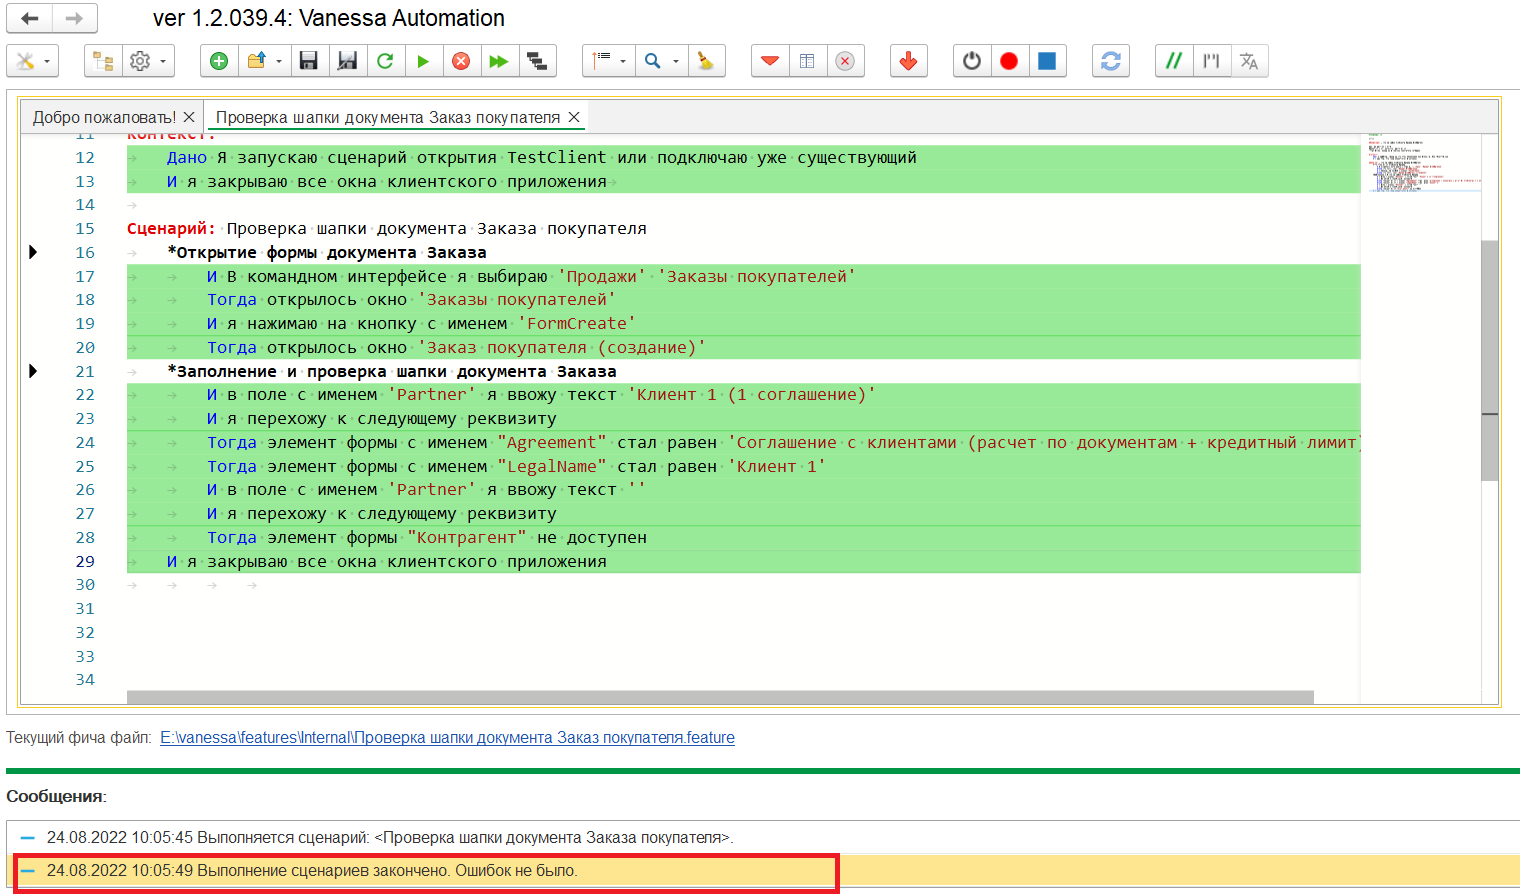 ver 1.2.039.4: Vanessa Automation
Добро пожаловать!
Проверка шапки документа Заказ покупателя
11 Контекст:
12 Дано Я запускаю сценарий открытия TestClient или подключаю уже существующий
13 И я закрываю все окна клиентского приложения
14
15 Сценарий: Проверка шапки документа Заказа покупателя
16 *Открытие формы документа Заказа
17 И В командном интерфейсе я выбираю 'Продажи' 'Заказы покупателей'
18 Тогда открылось окно 'Заказы покупателей'
19 И я нажимаю на кнопку с именем 'FormCreate'
20 Тогда открылось окно 'Заказ покупателя (создание)'
21 *Заполнение и проверка шапки документа Заказа
22 И в поле с именем 'Partner' я ввожу текст 'Клиент 1 (1 соглашение)'
23 И я перехожу к следующему реквизиту
24 Тогда элемент формы с именем "Agreement" стал равен 'Соглашение с клиентами (расчет по документам + кредитный лимит)
25 Тогда элемент формы с именем "LegalName" стал равен 'Клиент 1'
26 И в поле с именем 'Partner' я ввожу текст ''
27 И я перехожу к следующему реквизиту
28 Тогда элемент формы "Контрагент" не доступен
29 И я закрываю все окна клиентского приложения
30
31
32
33
34
Текущий фича файл: E:\vanessa\features\Internal\Проверка шапки документа Заказ покупателя.feature
Сообщения:
24.08.2022 10:05:45 Выполняется сценарий: <Проверка шапки документа Заказа покупателя>.
24.08.2022 10:05:49 Выполнение сценариев закончено. Ошибок не было.